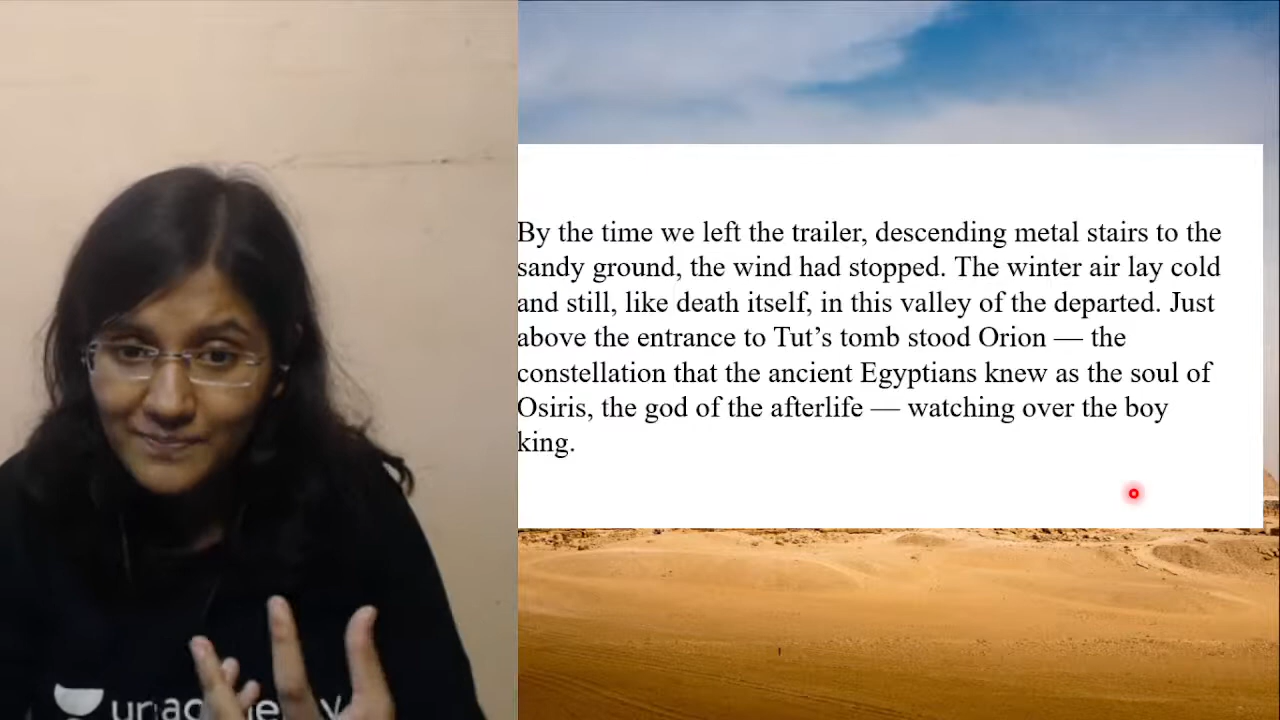 By the time we left the trailer, descending metal stairs to the
sandy ground, the wind had stopped. The winter air lay cold
and still, like death itself, in this valley of the departed. Just
above the entrance to Tut’s tomb stood Orion — the
constellation that the ancient Egyptians knew as the soul of
Osiris, the god of the afterlife — watching over the boy
king.